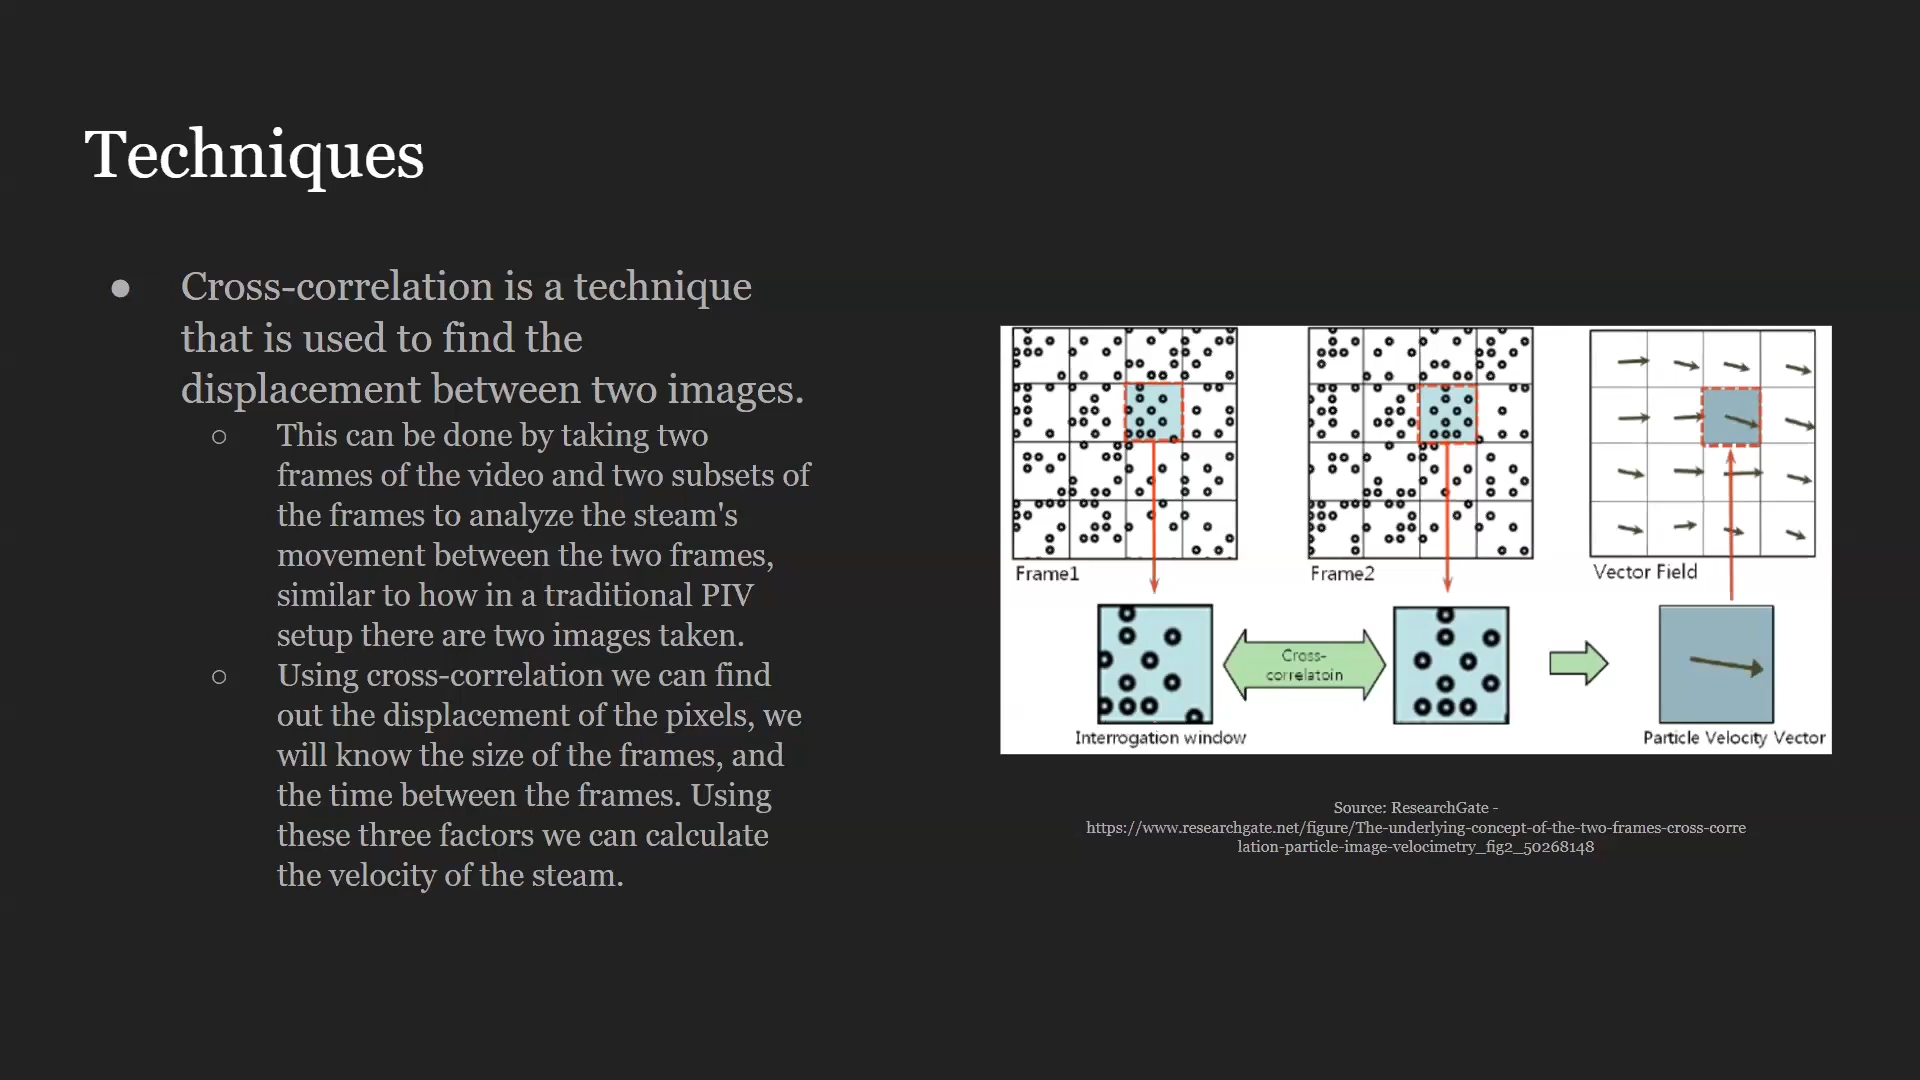 Techniques
● Cross-correlation is a technique
that is used to find the
displacement between two images.
○ This can be done by taking two
frames of the video and two subsets of
the frames to analyze the steam's
movement between the two frames,
similar to how in a traditional PIV
setup there are two images taken.
○ Using cross-correlation we can find
out the displacement of the pixels, we
will know the size of the frames, and
the time between the frames. Using
these three factors we can calculate
the velocity of the steam.
Frame1
Frame2
Vector Field
Cross-
correlatoin
Interrogation window
Particle Velocity Vector
Source: ResearchGate -
https://www.researchgate.net/figure/The-underlying-concept-of-the-two-frames-cross-corre
lation-particle-image-velocimetry_fig2_50268148